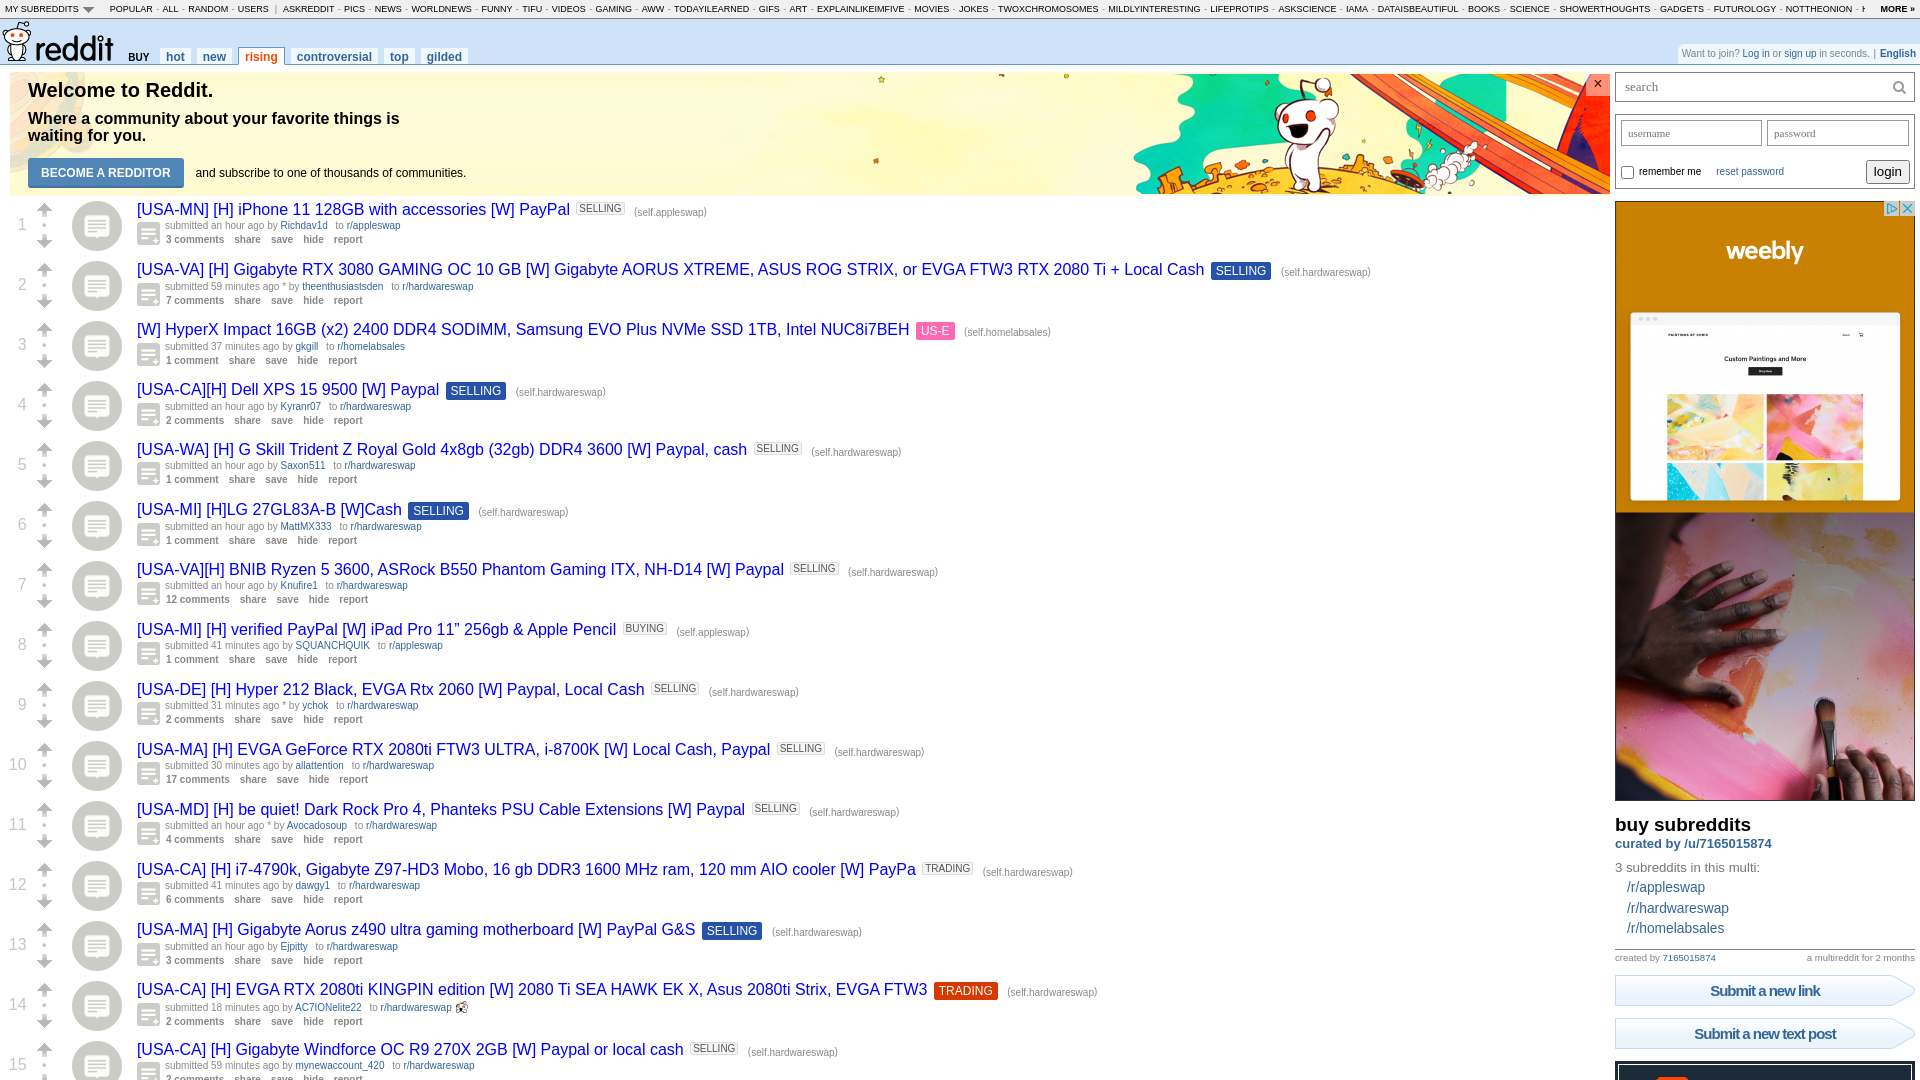 MY SUBREDDITS POPULAR - ALL - RANDOM - USERS | ASKREDDIT - PICS - NEWS - WORLDNEWS - FUNNY - TIFU - VIDEOS - GAMING - AWW - TODAYILEARNED - GIFS - ART - EXPLAINLIKEIMFIVE - MOVIES - JOKES - TWOXCHROMOSOMES - MILDLYINTERESTING - LIFEPROTIPS - ASKSCIENCE - IAMA - DATAISBEAUTIFUL - BOOKS - SCIENCE - SHOWERTHOUGHTS - GADGETS - FUTUROLOGY - NOTTHEONION - MORE »
reddit BUY hot new rising controversial top gilded
Want to join? Log in or sign up in seconds. | English
Welcome to Reddit.
Where a community about your favorite things is
waiting for you.
BECOME A REDDITOR and subscribe to one of thousands of communities.
×
1 [USA-MN] [H] iPhone 11 128GB with accessories [W] PayPal SELLING (self.appleswap)
submitted an hour ago by Richdav1d to r/appleswap
3 comments share save hide report
2 [USA-VA] [H] Gigabyte RTX 3080 GAMING OC 10 GB [W] Gigabyte AORUS XTREME, ASUS ROG STRIX, or EVGA FTW3 RTX 2080 Ti + Local Cash SELLING (self.hardwareswap)
submitted 59 minutes ago * by theenthusiastsden to r/hardwareswap
7 comments share save hide report
3 [W] HyperX Impact 16GB (x2) 2400 DDR4 SODIMM, Samsung EVO Plus NVMe SSD 1TB, Intel NUC8i7BEH US-E (self.homelabsales)
submitted 37 minutes ago by gkgill to r/homelabsales
1 comment share save hide report
4 [USA-CA][H] Dell XPS 15 9500 [W] Paypal SELLING (self.hardwareswap)
submitted an hour ago by Kyranr07 to r/hardwareswap
2 comments share save hide report
5 [USA-WA] [H] G Skill Trident Z Royal Gold 4x8gb (32gb) DDR4 3600 [W] Paypal, cash SELLING (self.hardwareswap)
submitted an hour ago by Saxon511 to r/hardwareswap
1 comment share save hide report
6 [USA-MI] [H]LG 27GL83A-B [W]Cash SELLING (self.hardwareswap)
submitted an hour ago by MattMX333 to r/hardwareswap
1 comment share save hide report
7 [USA-VA][H] BNIB Ryzen 5 3600, ASRock B550 Phantom Gaming ITX, NH-D14 [W] Paypal SELLING (self.hardwareswap)
submitted an hour ago by Knufire1 to r/hardwareswap
12 comments share save hide report
8 [USA-MI] [H] verified PayPal [W] iPad Pro 11” 256gb & Apple Pencil BUYING (self.appleswap)
submitted 41 minutes ago by SQUANCHQUIK to r/appleswap
1 comment share save hide report
9 [USA-DE] [H] Hyper 212 Black, EVGA Rtx 2060 [W] Paypal, Local Cash SELLING (self.hardwareswap)
submitted 31 minutes ago * by ychok to r/hardwareswap
2 comments share save hide report
10 [USA-MA] [H] EVGA GeForce RTX 2080ti FTW3 ULTRA, i-8700K [W] Local Cash, Paypal SELLING (self.hardwareswap)
submitted 30 minutes ago by allattention to r/hardwareswap
17 comments share save hide report
11 [USA-MD] [H] be quiet! Dark Rock Pro 4, Phanteks PSU Cable Extensions [W] Paypal SELLING (self.hardwareswap)
submitted an hour ago * by Avocadosoup to r/hardwareswap
4 comments share save hide report
12 [USA-CA] [H] i7-4790k, Gigabyte Z97-HD3 Mobo, 16 gb DDR3 1600 MHz ram, 120 mm AIO cooler [W] PayPa TRADING (self.hardwareswap)
submitted 41 minutes ago by dawgy1 to r/hardwareswap
6 comments share save hide report
13 [USA-MA] [H] Gigabyte Aorus z490 ultra gaming motherboard [W] PayPal G&S SELLING (self.hardwareswap)
submitted an hour ago by Ejpitty to r/hardwareswap
3 comments share save hide report
14 [USA-CA] [H] EVGA RTX 2080ti KINGPIN edition [W] 2080 Ti SEA HAWK EK X, Asus 2080ti Strix, EVGA FTW3 TRADING (self.hardwareswap)
submitted 18 minutes ago by AC7IONelite22 to r/hardwareswap
2 comments share save hide report
15 [USA-CA] [H] Gigabyte Windforce OC R9 270X 2GB [W] Paypal or local cash SELLING (self.hardwareswap)
submitted 59 minutes ago by mynewaccount_420 to r/hardwareswap
2 comments share save hide report
search
username password
remember me reset password login
weebly
PAINTINGS BY CHRIS
Custom Paintings and More
buy subreddits
curated by /u/7165015874
3 subreddits in this multi:
/r/appleswap
/r/hardwareswap
/r/homelabsales
created by 7165015874 a multireddit for 2 months
Submit a new link
Submit a new text post